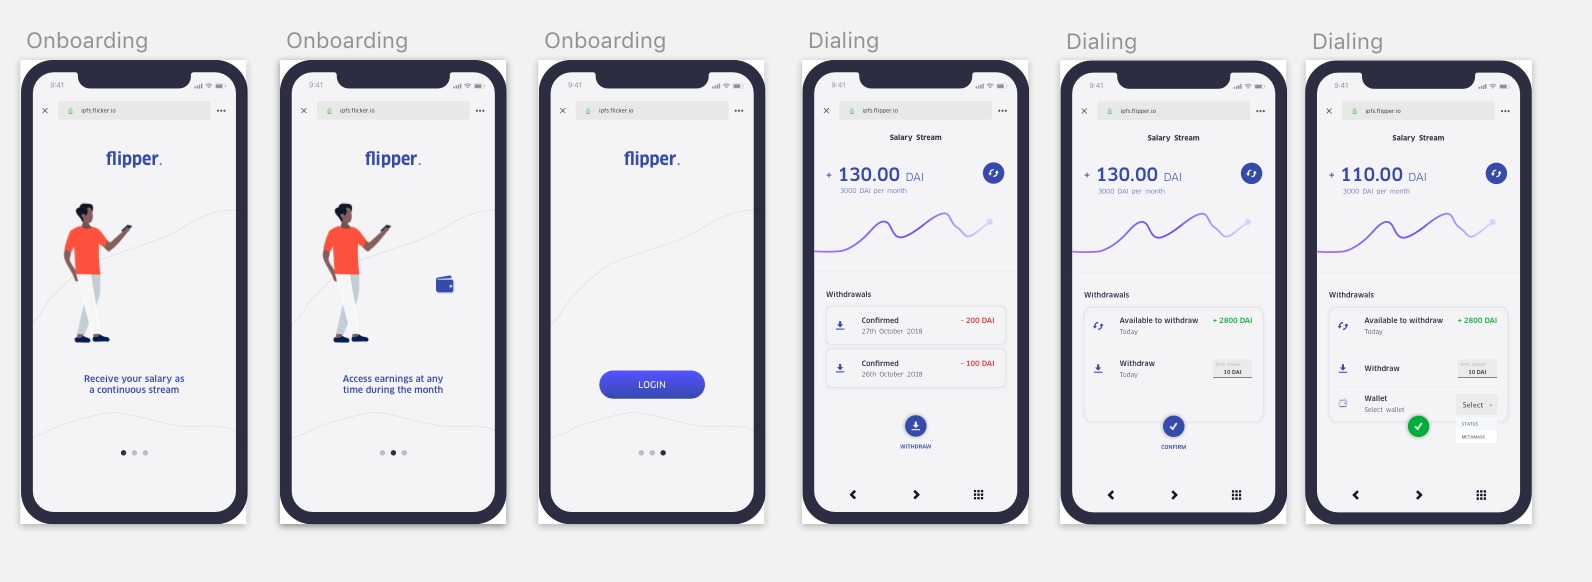 Onboarding
9:41
ipfs.flicker.io
flipper.
Receive your salary as
a continuous stream
Onboarding
9:41
ipfs.flicker.io
flipper.
Access earnings at any
time during the month
Onboarding
9:41
ipfs.flicker.io
flipper.
LOGIN
Dialing
9:41
ipfs.flipper.io
Salary Stream
+ 130.00 DAI
3000 DAI per month
Withdrawals
Confirmed - 200 DAI
27th October 2018
Confirmed - 100 DAI
26th October 2018
WITHDRAW
Dialing
9:41
ipfs.flipper.io
Salary Stream
+ 130.00 DAI
3000 DAI per month
Withdrawals
Available to withdraw + 2800 DAI
Today
Withdraw
Enter amount
10 DAI
Today
CONFIRM
Dialing
9:41
ipfs.flipper.io
Salary Stream
+ 110.00 DAI
3000 DAI per month
Withdrawals
Available to withdraw + 2800 DAI
Today
Enter amount
Withdraw
10 DAI
Wallet
Select wallet
Select
STATUS
METAMASK